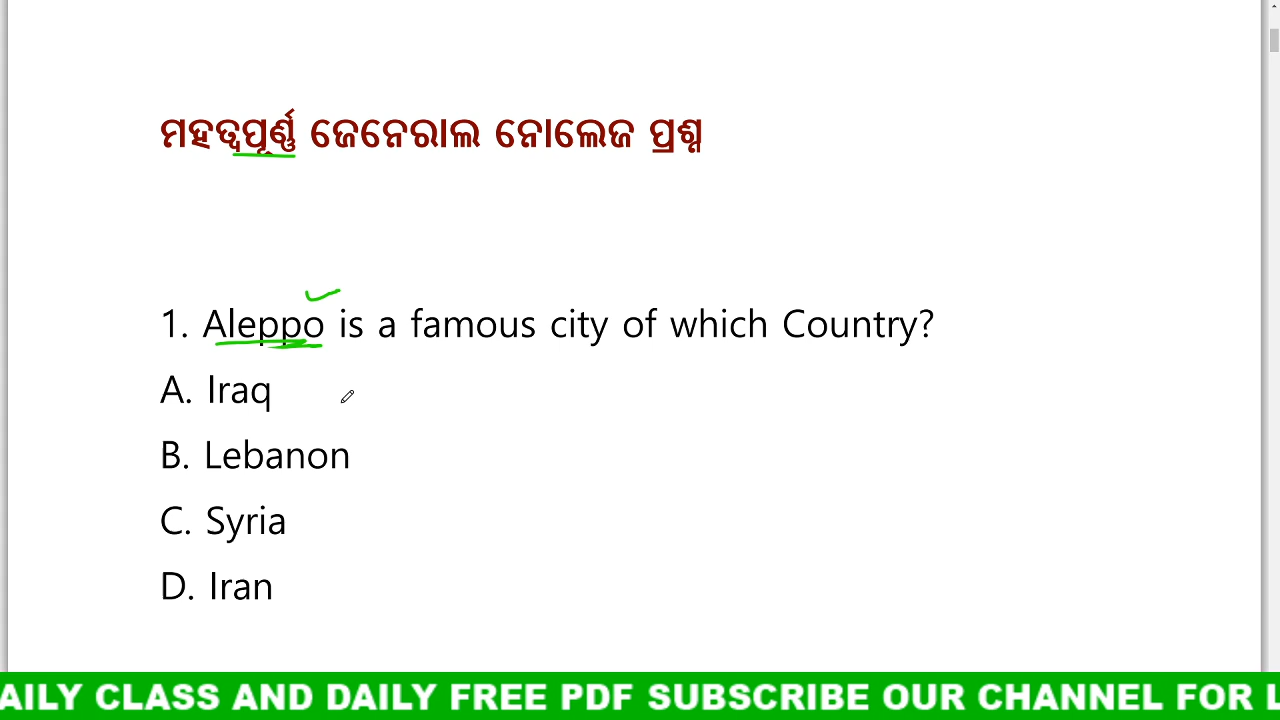 ମହତ୍ୱପୂର୍ଣ୍ଣ ଜେନେରାଲ ନୋଲେଜ ପ୍ରଶ୍ନ
1. Aleppo is a famous city of which Country?
A. Iraq
B. Lebanon
C. Syria
D. Iran
AILY CLASS AND DAILY FREE PDF SUBSCRIBE OUR CHANNEL FOR L